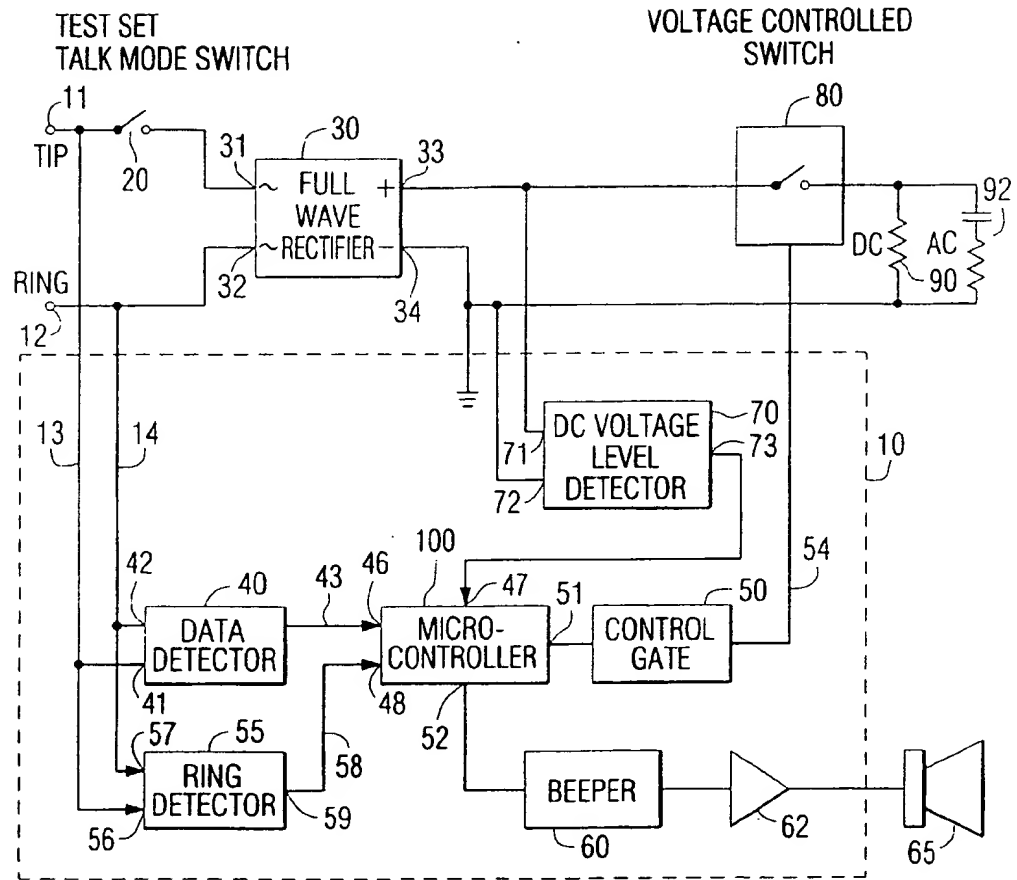 TEST SET
TALK MODE SWITCH
VOLTAGE CONTROLLED
SWITCH
11
TIP
20
31
30
33
80
~ FULL +
WAVE
~ RECTIFIER −
32
34
DC
90
AC
92
RING
12
13
14
71
72
DC VOLTAGE
LEVEL
DETECTOR
70
73
10
42
40
43
46
100
47
51
50
54
DATA
DETECTOR
MICRO-
CONTROLLER
CONTROL
GATE
41
48
52
57
55
58
RING
DETECTOR
56
59
BEEPER
60
62
65